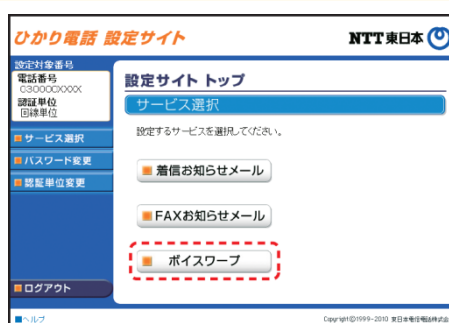 ひかり電話 設定サイト
NTT東日本
設定対象番号
電話番号
認証単位
回線単位
サービス選択
パスワード変更
認証単位変更
ログアウト
ヘルプ
設定サイト トップ
サービス選択
設定するサービスを選択してください。
着信お知らせメール
FAXお知らせメール
ボイスワープ
Copyright©1999-2010 東日本電信電話株式会